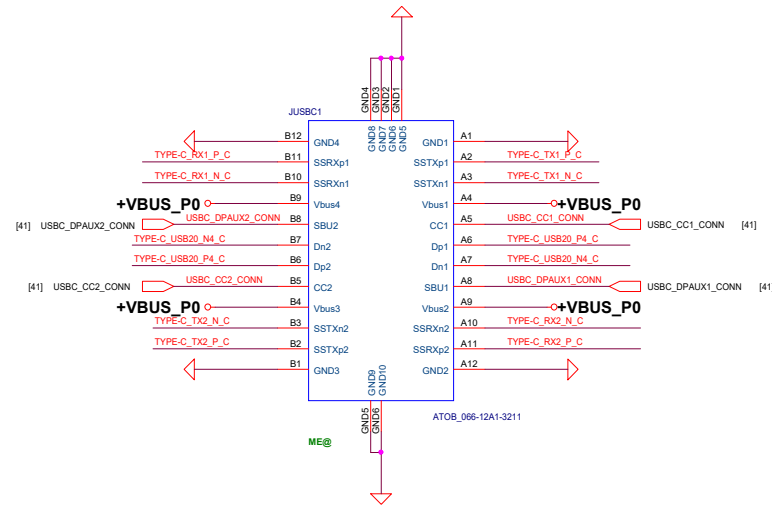 GND4
GND3
GND2
GND1
JUSBC1
GND8
GND7
GND6
GND5
B12 GND4 GND1 A1
TYPE-C_RX1_P_C B11 SSRXp1 SSTXp1 A2 TYPE-C_TX1_P_C
TYPE-C_RX1_N_C B10 SSRXn1 SSTXn1 A3 TYPE-C_TX1_N_C
+VBUS_P0 B9 Vbus4 Vbus1 A4 +VBUS_P0
[41] USBC_DPAUX2_CONN USBC_DPAUX2_CONN B8 SBU2 CC1 A5 USBC_CC1_CONN USBC_CC1_CONN [41]
TYPE-C_USB20_N4_C B7 Dn2 Dp1 A6 TYPE-C_USB20_P4_C
TYPE-C_USB20_P4_C B6 Dp2 Dn1 A7 TYPE-C_USB20_N4_C
[41] USBC_CC2_CONN USBC_CC2_CONN B5 CC2 SBU1 A8 USBC_DPAUX1_CONN USBC_DPAUX1_CONN [41
+VBUS_P0 B4 Vbus3 Vbus2 A9 +VBUS_P0
TYPE-C_TX2_N_C B3 SSTXn2 SSRXn2 A10 TYPE-C_RX2_N_C
TYPE-C_TX2_P_C B2 SSTXp2 SSRXp2 A11 TYPE-C_RX2_P_C
B1 GND3 GND2 A12
GND9
GND10
GND5
GND6
ATOB_066-12A1-3211
ME@